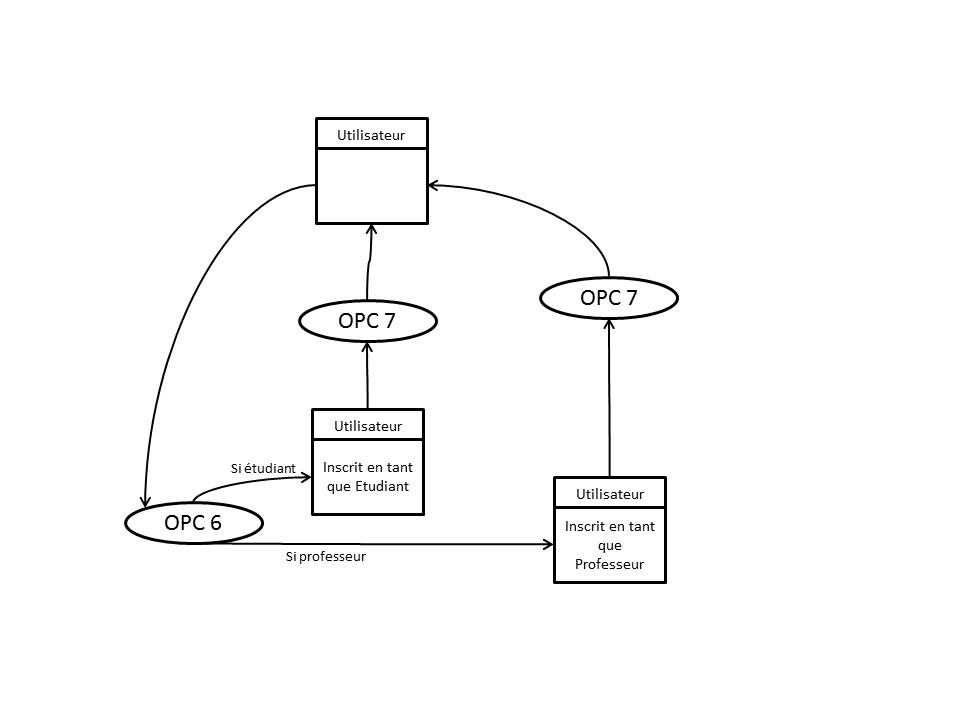 Utilisateur
OPC 7
OPC 7
Utilisateur
Si étudiant
Inscrit en tant
que Etudiant
Utilisateur
OPC 6
Inscrit en tant
que
Professeur
Si professeur